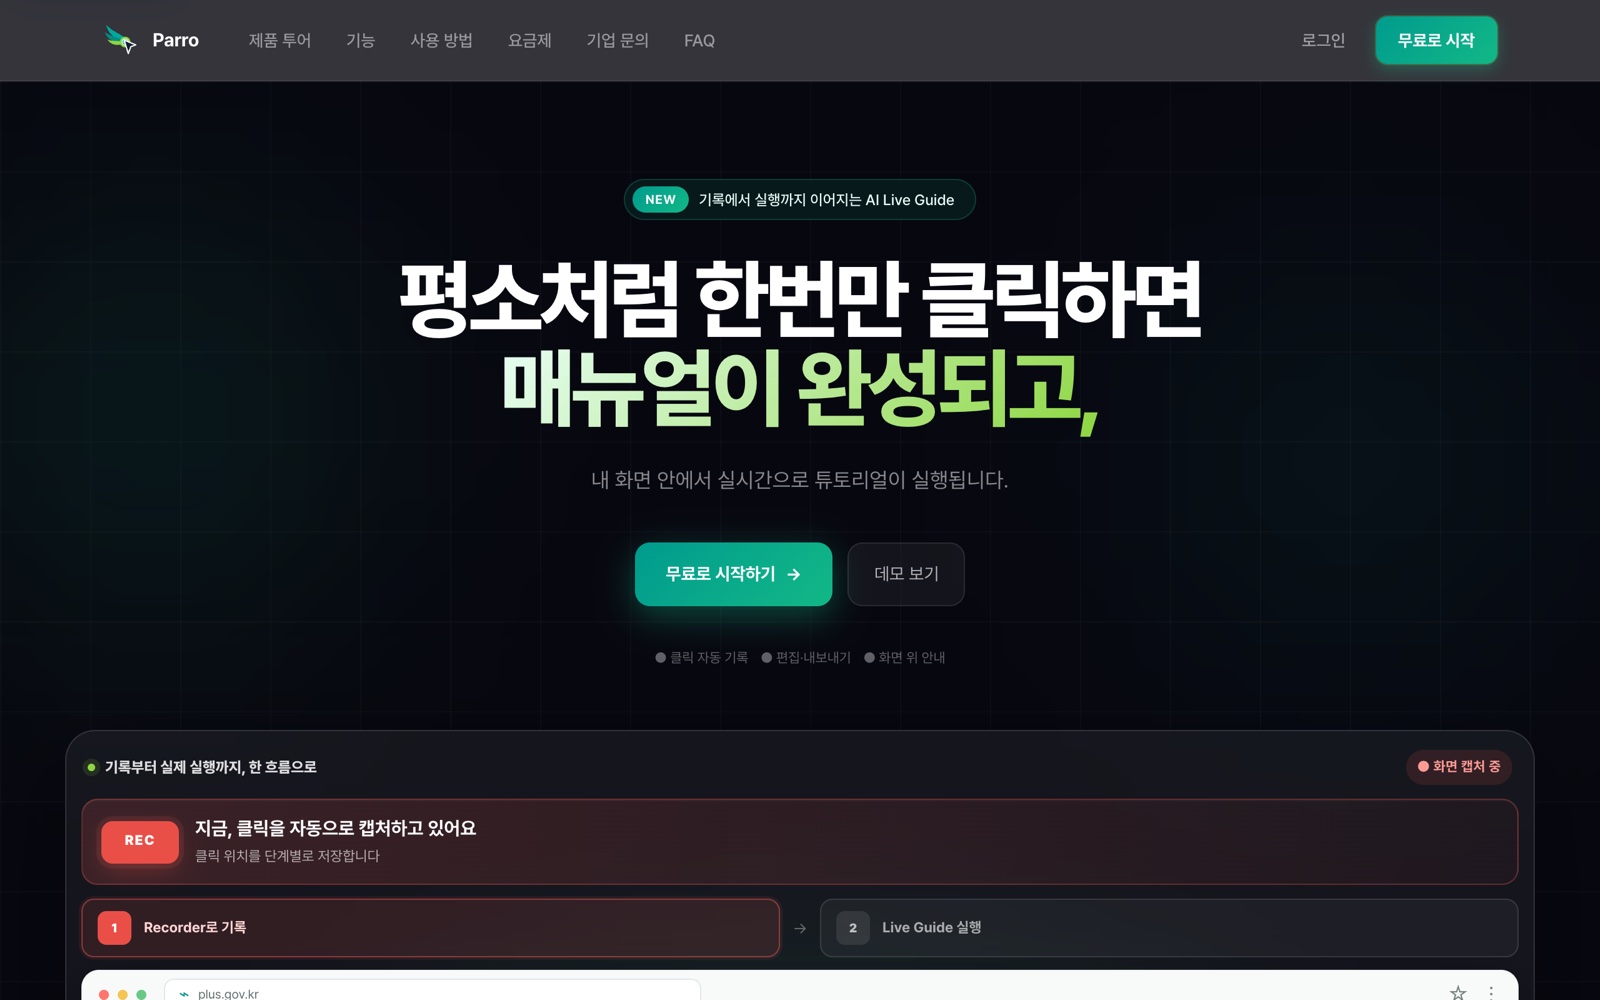 Parro
제품 투어
기능
사용 방법
요금제
기업 문의
FAQ
로그인
무료로 시작
NEW 기록에서 실행까지 이어지는 AI Live Guide
평소처럼 한번만 클릭하면
매뉴얼이 완성되고,
내 화면 안에서 실시간으로 튜토리얼이 실행됩니다.
무료로 시작하기 →
데모 보기
클릭 자동 기록
편집·내보내기
화면 위 안내
기록부터 실제 실행까지, 한 흐름으로
화면 캡처 중
REC
지금, 클릭을 자동으로 캡처하고 있어요
클릭 위치를 단계별로 저장합니다
1 Recorder로 기록
→
2 Live Guide 실행
plus.gov.kr